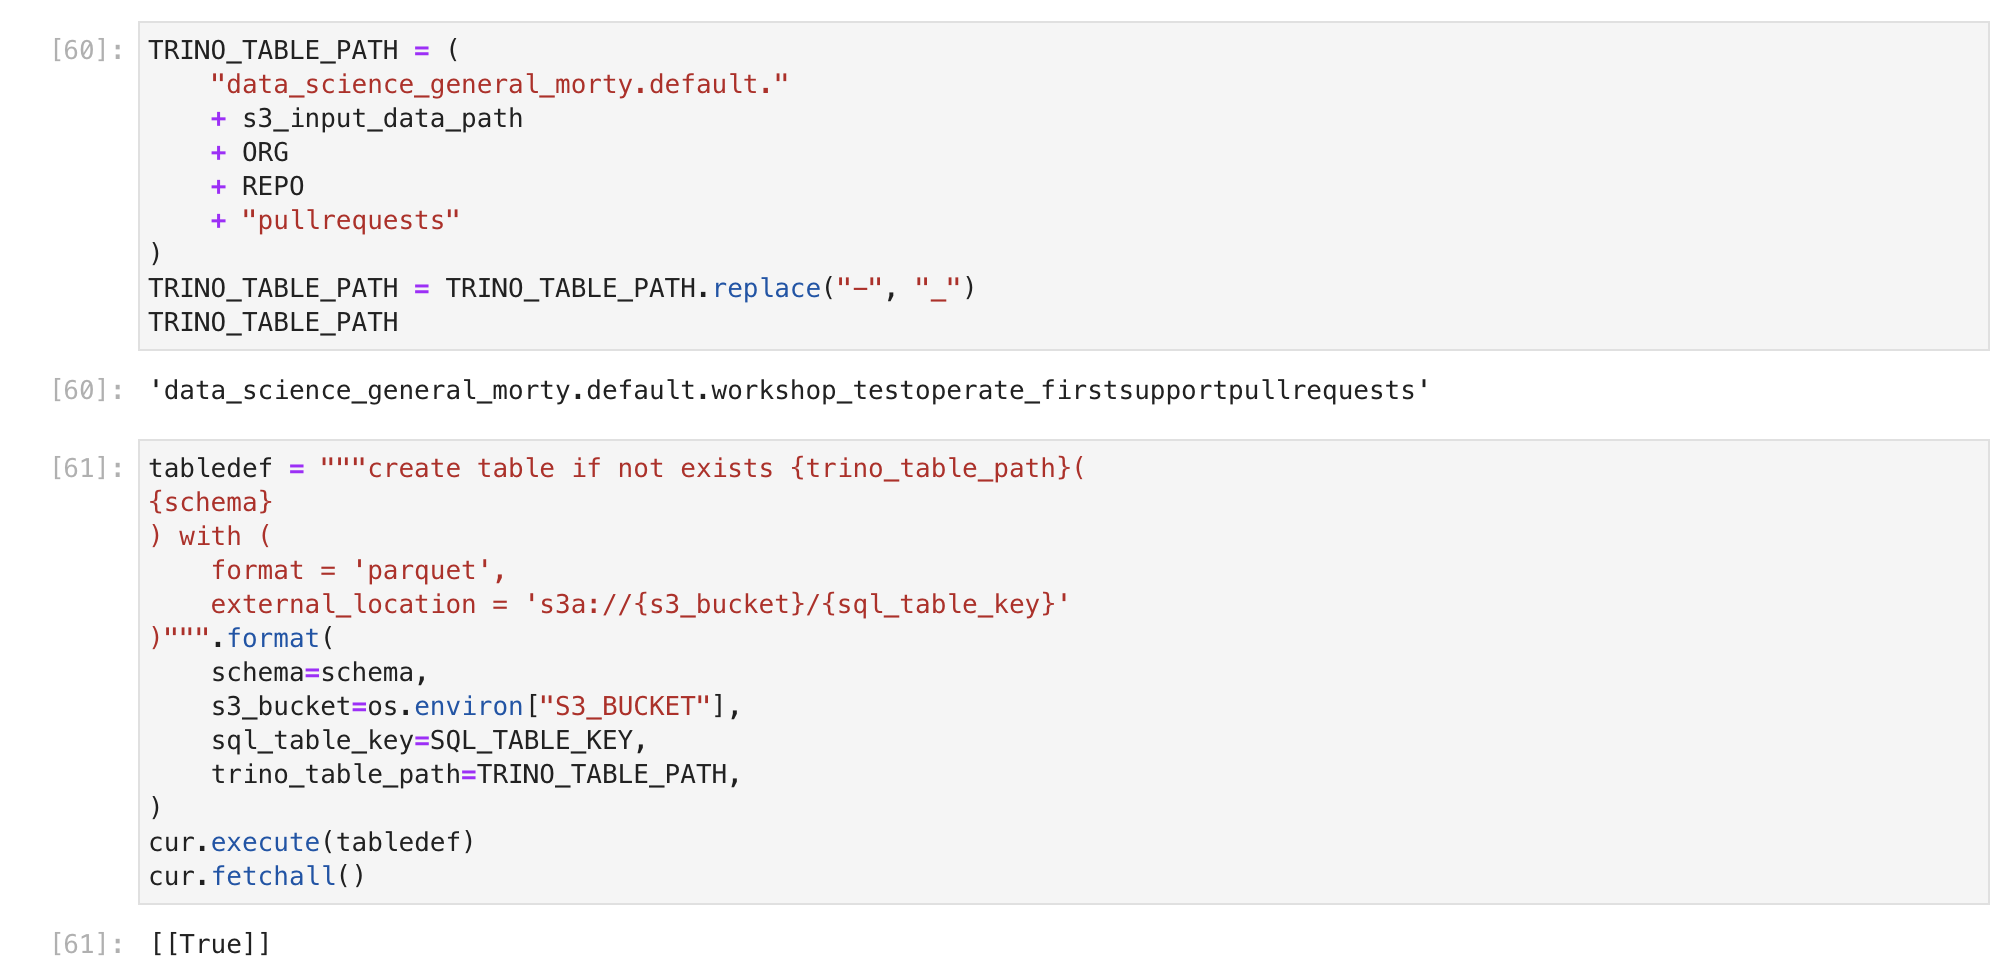 [60]: TRINO_TABLE_PATH = (
    "data_science_general_morty.default."
    + s3_input_data_path
    + ORG
    + REPO
    + "pullrequests"
)
TRINO_TABLE_PATH = TRINO_TABLE_PATH.replace("-", "_")
TRINO_TABLE_PATH
[60]: 'data_science_general_morty.default.workshop_testoperate_firstsupportpullrequests'
[61]: tabledef = """create table if not exists {trino_table_path}(
{schema}
) with (
    format = 'parquet',
    external_location = 's3a://{s3_bucket}/{sql_table_key}'
)""".format(
    schema=schema,
    s3_bucket=os.environ["S3_BUCKET"],
    sql_table_key=SQL_TABLE_KEY,
    trino_table_path=TRINO_TABLE_PATH,
)
cur.execute(tabledef)
cur.fetchall()
[61]: [[True]]